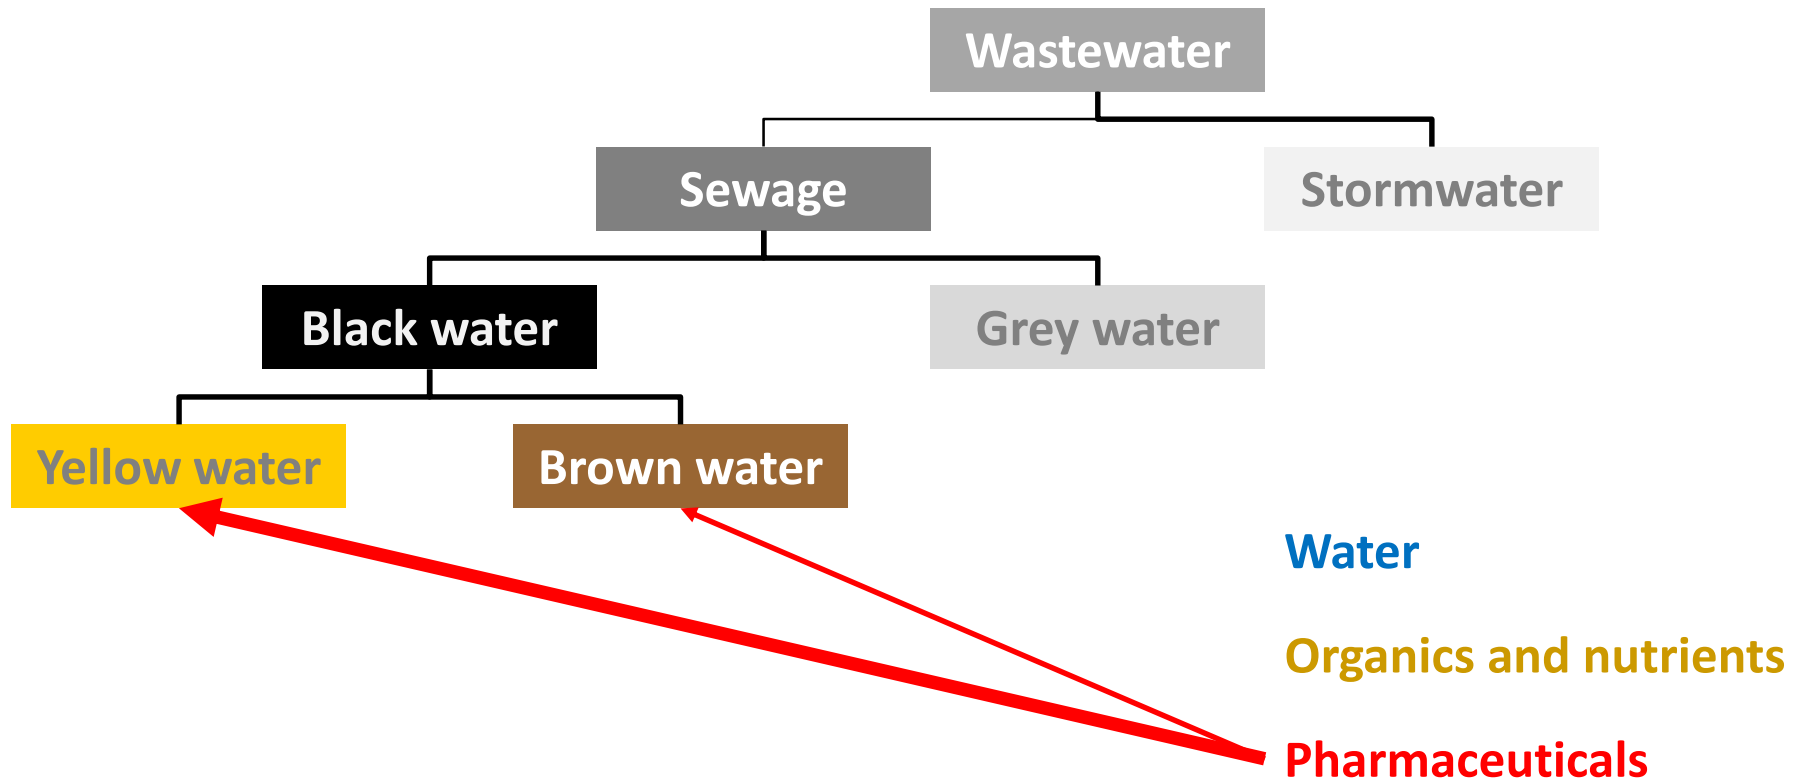 Wastewater
Sewage
Stormwater
Black water
Grey water
Yellow water
Brown water
Water
Organics and nutrients
Pharmaceuticals